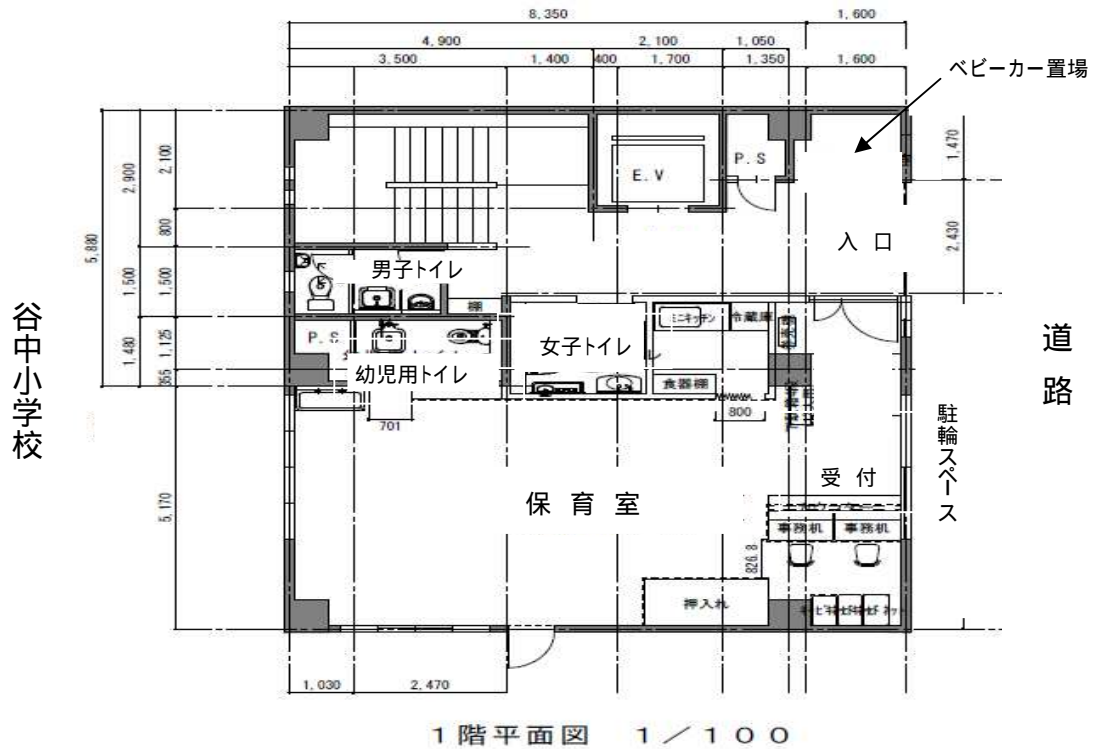 8,350
1,600
4,900
2,100
1,050
3,500
1,400
400
1,700
1,350
1,600
ベビーカー置場
5,880
2,900
2,100
800
1,500
1,500
1,480
1,125
355
5,170
1,470
2,430
E.V
P.S
入口
男子トイレ
棚
P.S
幼児用トイレ
女子トイレ
ミニキッチン
冷蔵庫
食器棚
701
800
谷中小学校
道路
駐輪スペース
保育室
受付
事務机
事務机
826.8
押入れ
1,030
2,470
1階平面図 1/100